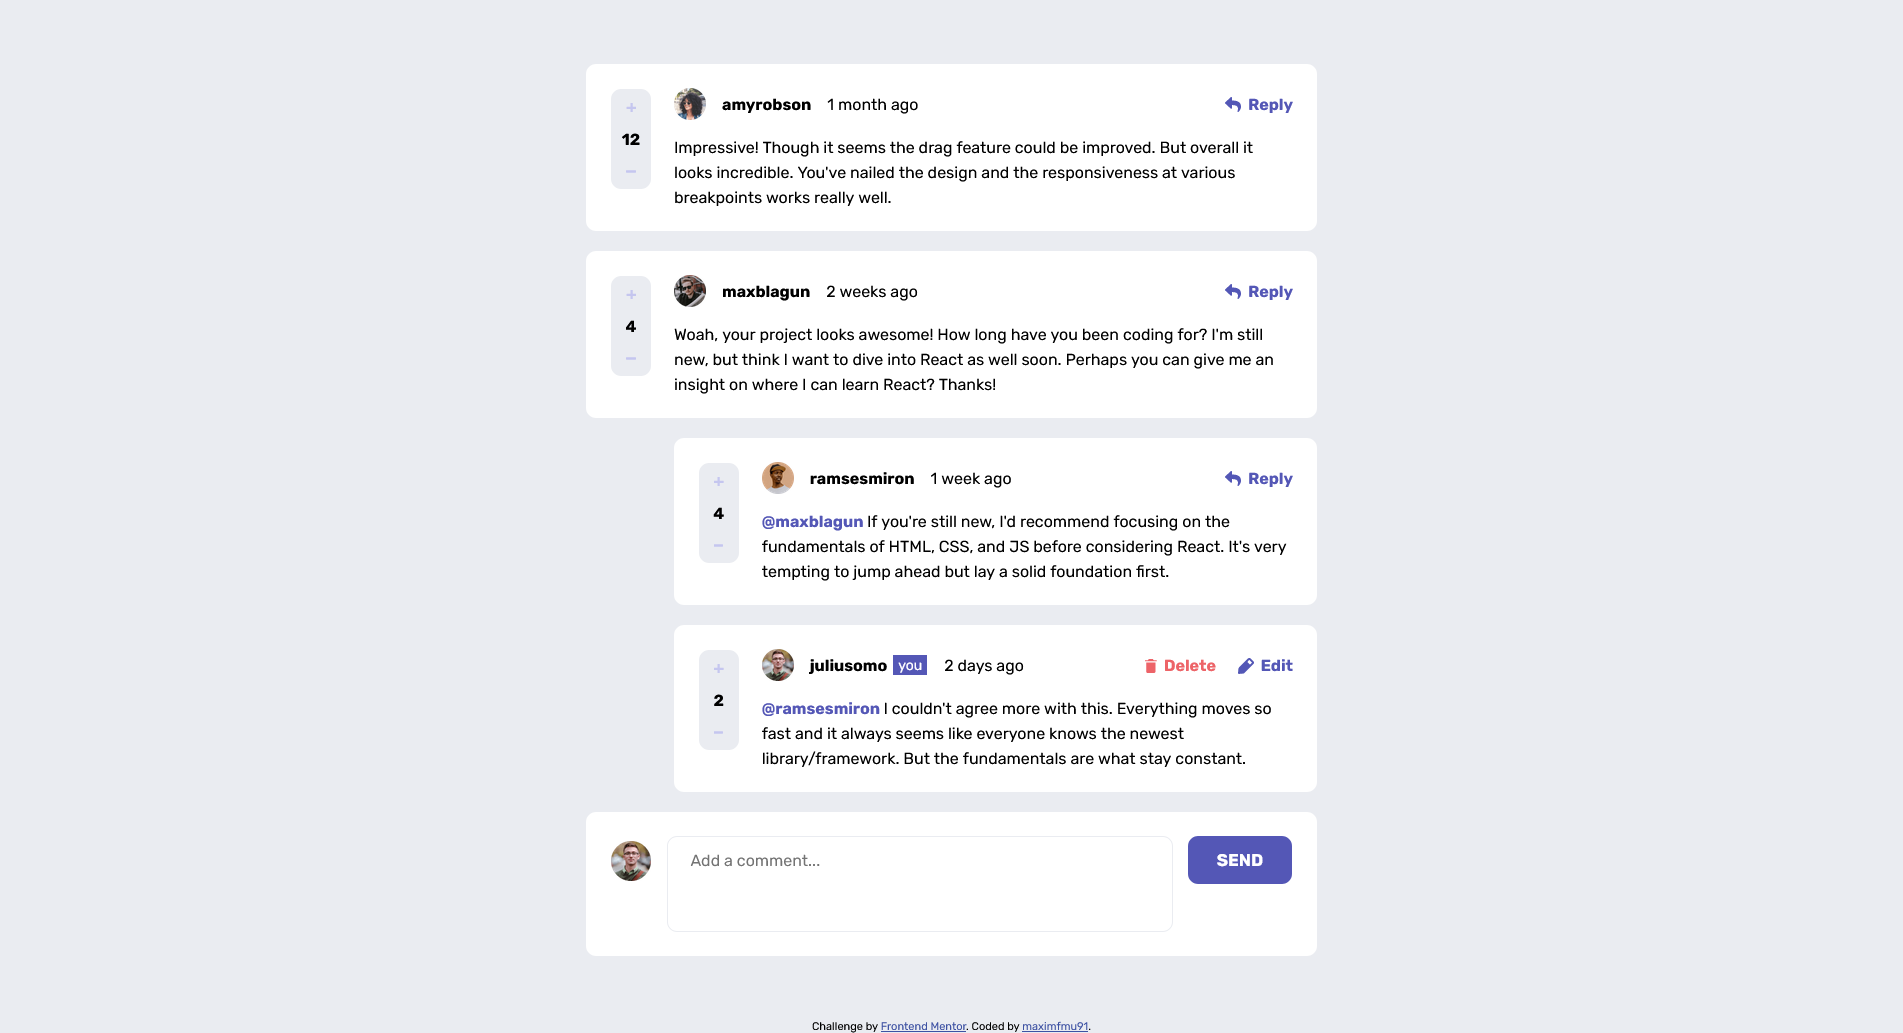 +
12
−
amyrobson 1 month ago Reply
Impressive! Though it seems the drag feature could be improved. But overall it
looks incredible. You've nailed the design and the responsiveness at various
breakpoints works really well.
+
4
−
maxblagun 2 weeks ago Reply
Woah, your project looks awesome! How long have you been coding for? I'm still
new, but think I want to dive into React as well soon. Perhaps you can give me an
insight on where I can learn React? Thanks!
+
4
−
ramsesmiron 1 week ago Reply
@maxblagun If you're still new, I'd recommend focusing on the
fundamentals of HTML, CSS, and JS before considering React. It's very
tempting to jump ahead but lay a solid foundation first.
+
2
−
juliusomo you 2 days ago Delete Edit
@ramsesmiron I couldn't agree more with this. Everything moves so
fast and it always seems like everyone knows the newest
library/framework. But the fundamentals are what stay constant.
Add a comment...
SEND
Challenge by Frontend Mentor. Coded by maximfmu91.